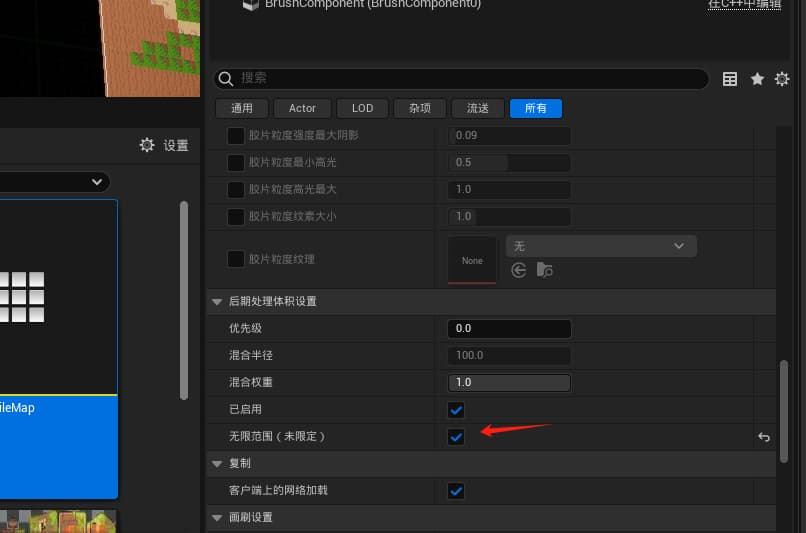 BrushComponent (BrushComponent0)
在C++中编辑
搜索
通用
Actor
LOD
杂项
流送
所有
设置
胶片粒度强度最大阴影
0.09
胶片粒度最小高光
0.5
胶片粒度高光最大
1.0
胶片粒度纹素大小
1.0
胶片粒度纹理
None
无
后期处理体积设置
优先级
0.0
混合半径
100.0
混合权重
1.0
已启用
无限范围（未限定）
复制
客户端上的网络加载
画刷设置
ileMap